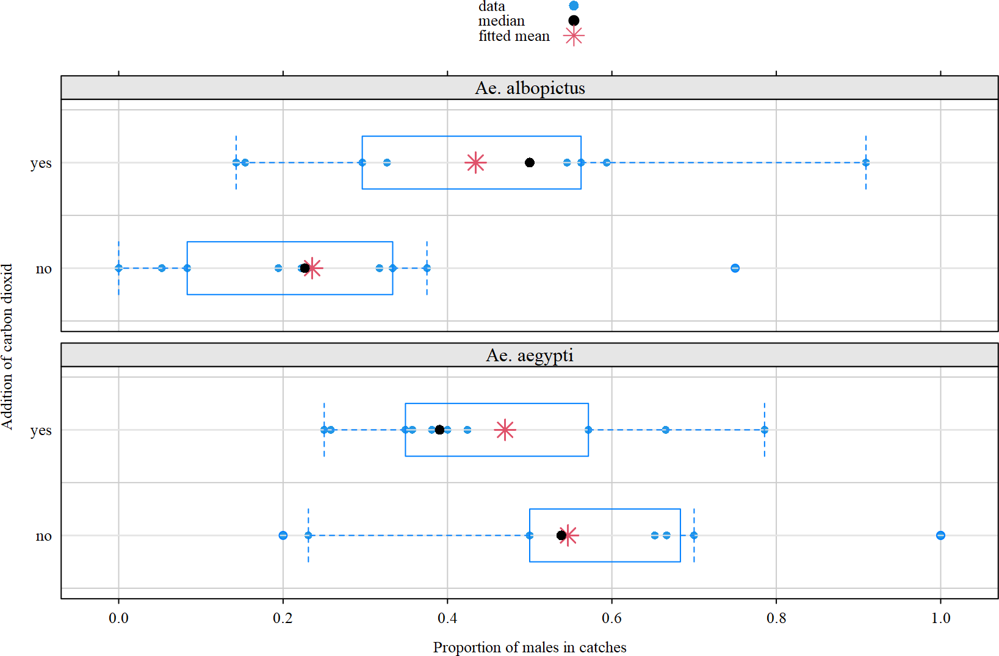 data
median
fitted mean
Ae. albopictus
yes
no
Ae. aegypti
yes
no
Addition of carbon dioxid
0.0 0.2 0.4 0.6 0.8 1.0
Proportion of males in catches